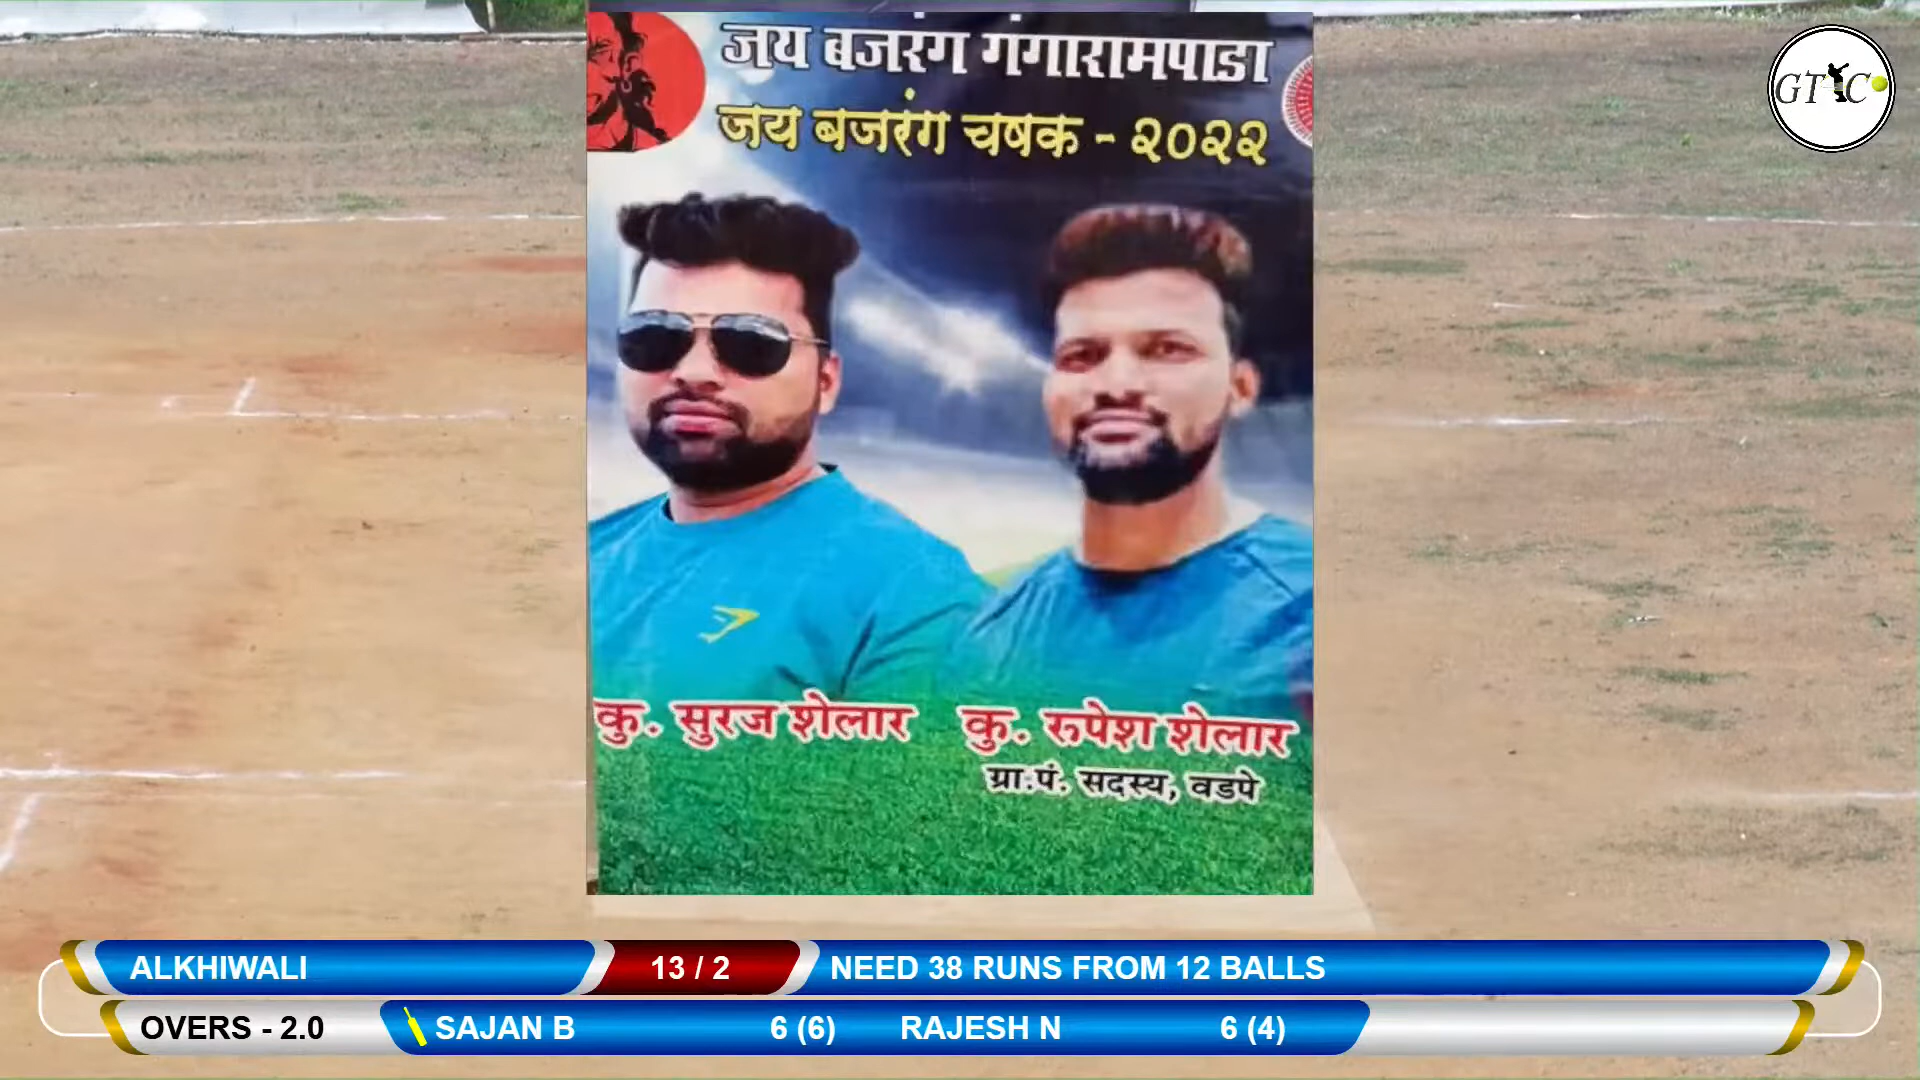 जय बजरंग गंगारामपाडा
जय बजरंग चषक - २०२२
GTCC
कु. सुरज शेलार
कु. रुपेश शेलार
ग्रा.पं. सदस्य, वडपे
ALKHIWALI 13 / 2 NEED 38 RUNS FROM 12 BALLS
OVERS - 2.0 SAJAN B 6 (6) RAJESH N 6 (4)